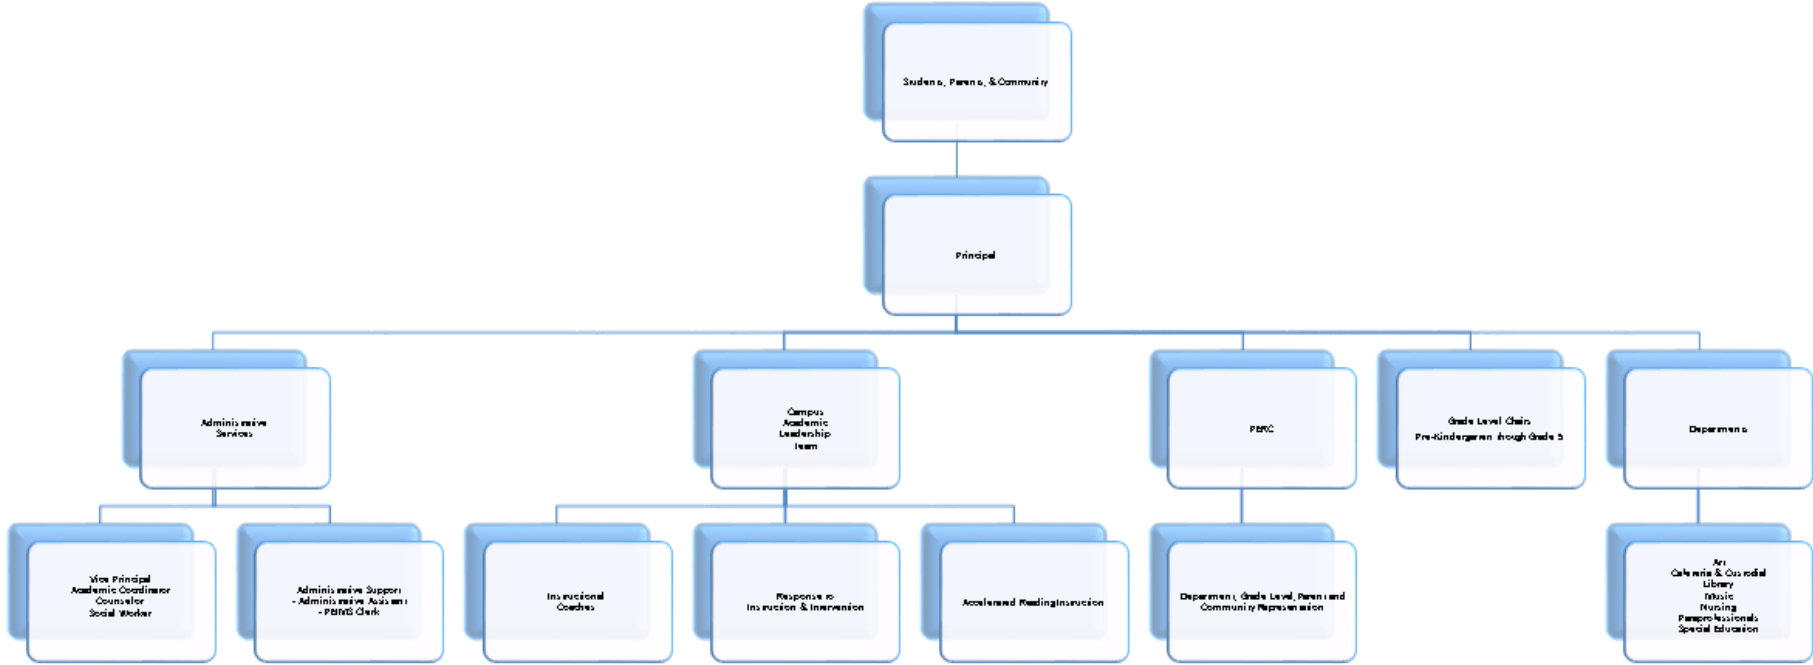 Students, Parents, & Community
Principal
Administrative
Services
Campus
Academic
Leadership
Team
PERC
Grade Level Chairs
Pre-Kindergarten though Grade 5
Departments
Vice Principal
Academic Coordinator
Counselor
Social Worker
Administrative Support
- Administrative Assistant
- PEIMS Clerk
Instructional
Coaches
Response to
Instruction & Intervention
Accelerated Reading Instruction
Department, Grade Level, Parent and
Community Representation
Art
Cafeteria & Custodial
Library
Music
Nursing
Paraprofessionals
Special Education